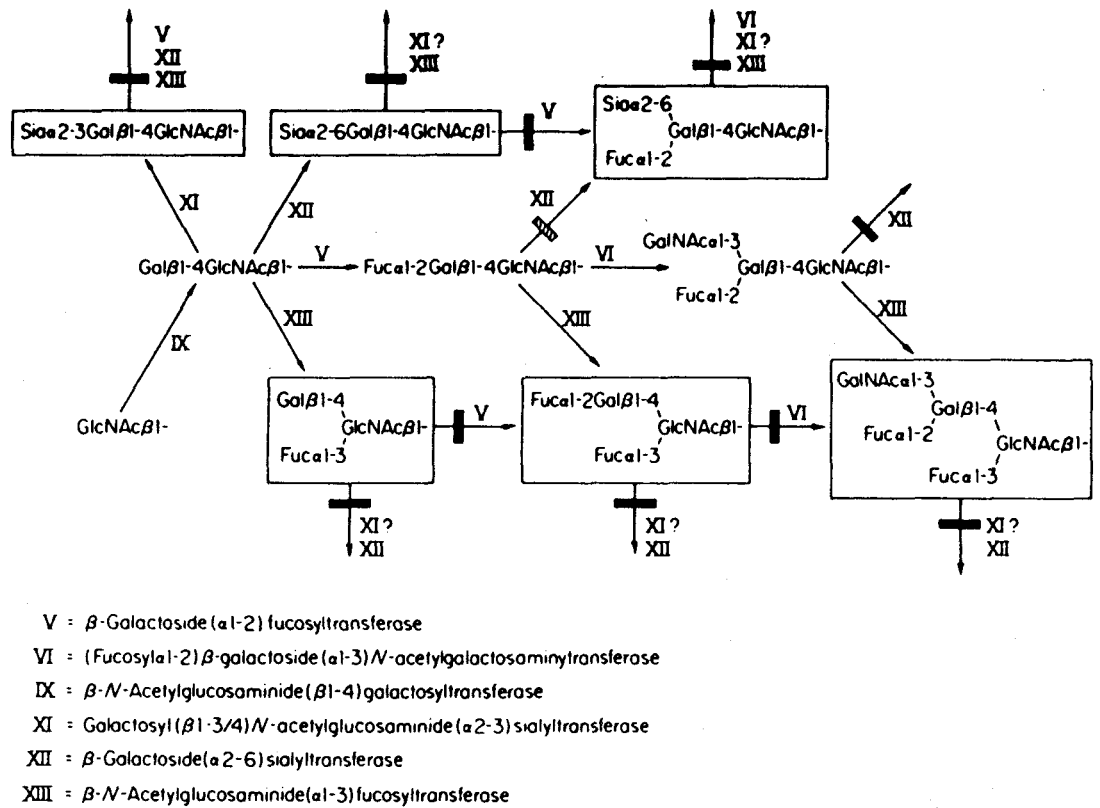 V
XII
XIII
XI?
XIII
VI
XI?
XIII
Siaα2-3Galβ1-4GlcNAcβ1-
Siaα2-6Galβ1-4GlcNAcβ1-
V
Siaα2-6
Galβ1-4GlcNAcβ1-
Fucα1-2
XI
XII
XII
XII
Galβ1-4GlcNAcβ1-
V
Fucα1-2Galβ1-4GlcNAcβ1-
VI
GalNAcα1-3
Galβ1-4GlcNAcβ1-
Fucα1-2
IX
XIII
XIII
XIII
GlcNAcβ1-
Galβ1-4
GlcNAcβ1-
Fucα1-3
V
Fucα1-2Galβ1-4
GlcNAcβ1-
Fucα1-3
VI
GalNAcα1-3
Galβ1-4
Fucα1-2
GlcNAcβ1-
Fucα1-3
XI?
XII
XI?
XII
XI?
XII
V = β-Galactoside(α1-2)fucosyltransferase
VI = (Fucosylα1-2)β-galactoside(α1-3)N-acetylgalactosaminytransferase
IX = β-N-Acetylglucosaminide(β1-4)galactosyltransferase
XI = Galactosyl(β1-3/4)N-acetylglucosaminide(α2-3)sialyltransferase
XII = β-Galactoside(α2-6)sialyltransferase
XIII = β-N-Acetylglucosaminide(α1-3)fucosyltransferase